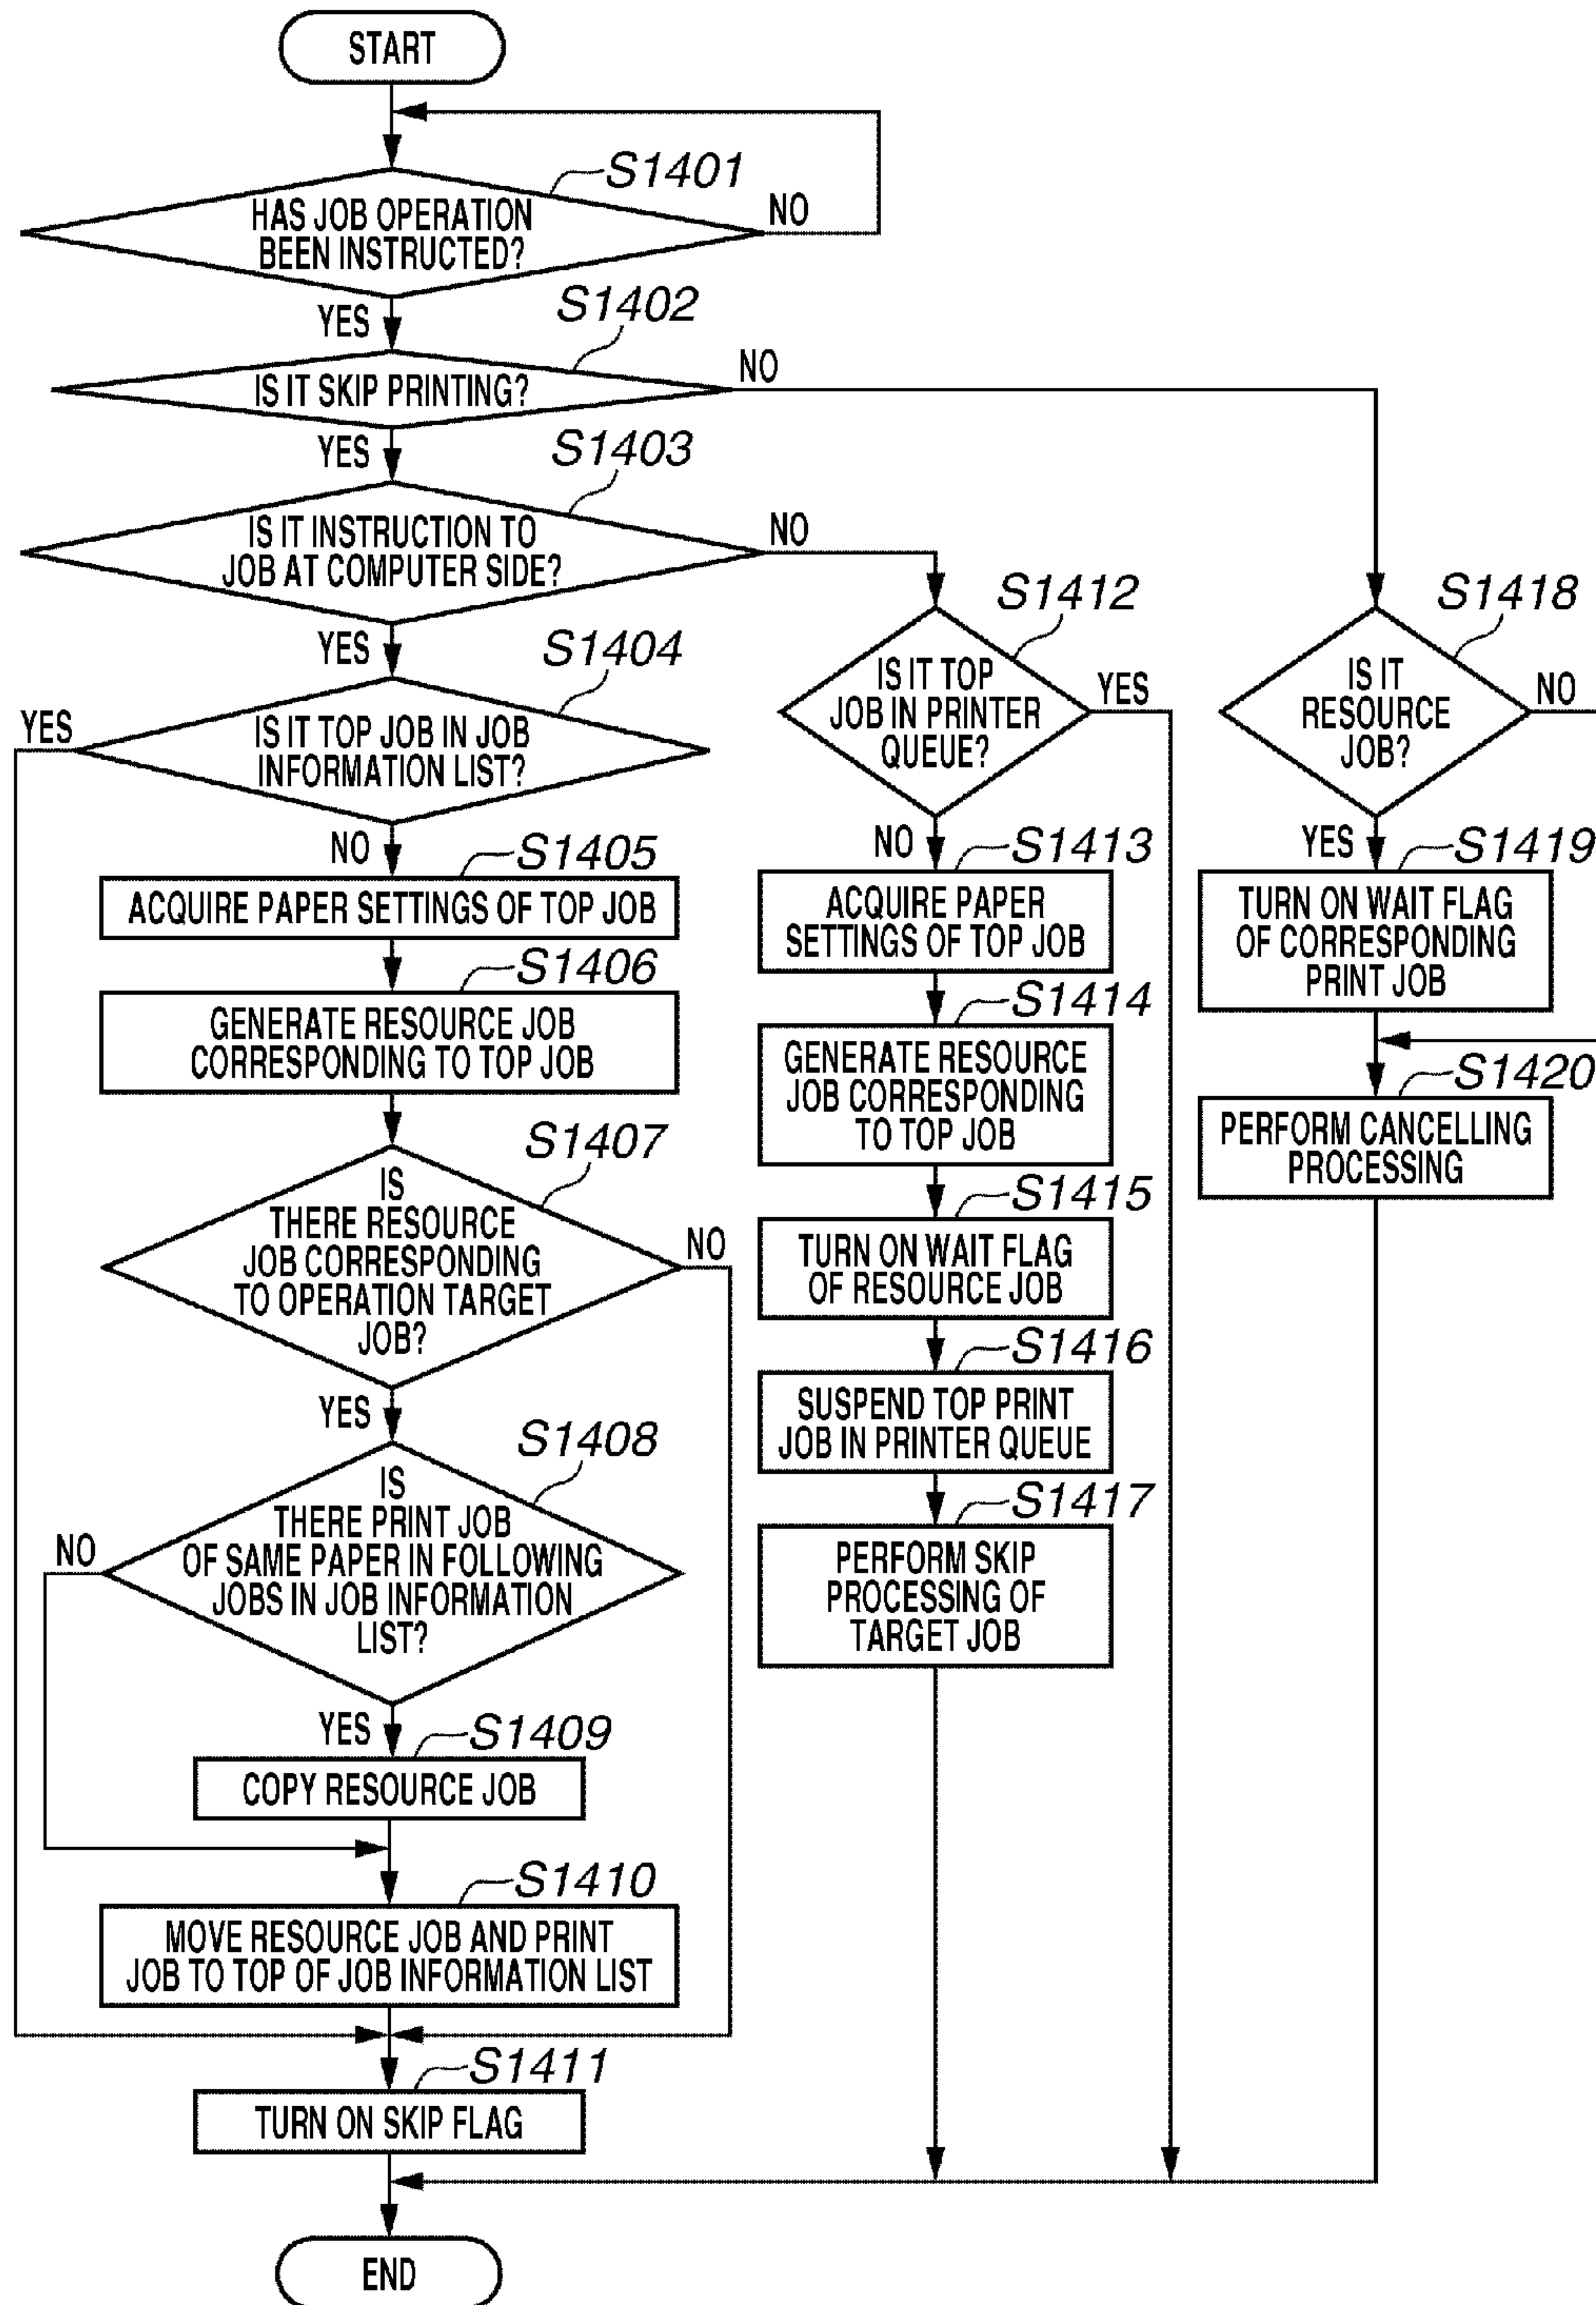 START
S1401
HAS JOB OPERATION
BEEN INSTRUCTED?
NO
YES
S1402
IS IT SKIP PRINTING?
NO
YES
S1403
IS IT INSTRUCTION TO
JOB AT COMPUTER SIDE?
NO
YES
S1404
IS IT TOP JOB IN JOB
INFORMATION LIST?
YES
NO
S1405
ACQUIRE PAPER SETTINGS OF TOP JOB
S1406
GENERATE RESOURCE JOB
CORRESPONDING TO TOP JOB
S1407
IS
THERE RESOURCE
JOB CORRESPONDING
TO OPERATION TARGET
JOB?
NO
YES
S1408
IS
THERE PRINT JOB
OF SAME PAPER IN FOLLOWING
JOBS IN JOB INFORMATION
LIST?
NO
YES
S1409
COPY RESOURCE JOB
S1410
MOVE RESOURCE JOB AND PRINT
JOB TO TOP OF JOB INFORMATION LIST
S1411
TURN ON SKIP FLAG
END
S1412
IS IT TOP
JOB IN PRINTER
QUEUE?
YES
NO
S1413
ACQUIRE PAPER
SETTINGS OF TOP JOB
S1414
GENERATE RESOURCE
JOB CORRESPONDING
TO TOP JOB
S1415
TURN ON WAIT FLAG
OF RESOURCE JOB
S1416
SUSPEND TOP PRINT
JOB IN PRINTER QUEUE
S1417
PERFORM SKIP
PROCESSING OF
TARGET JOB
S1418
IS IT
RESOURCE
JOB?
NO
YES
S1419
TURN ON WAIT FLAG
OF CORRESPONDING
PRINT JOB
S1420
PERFORM CANCELLING
PROCESSING